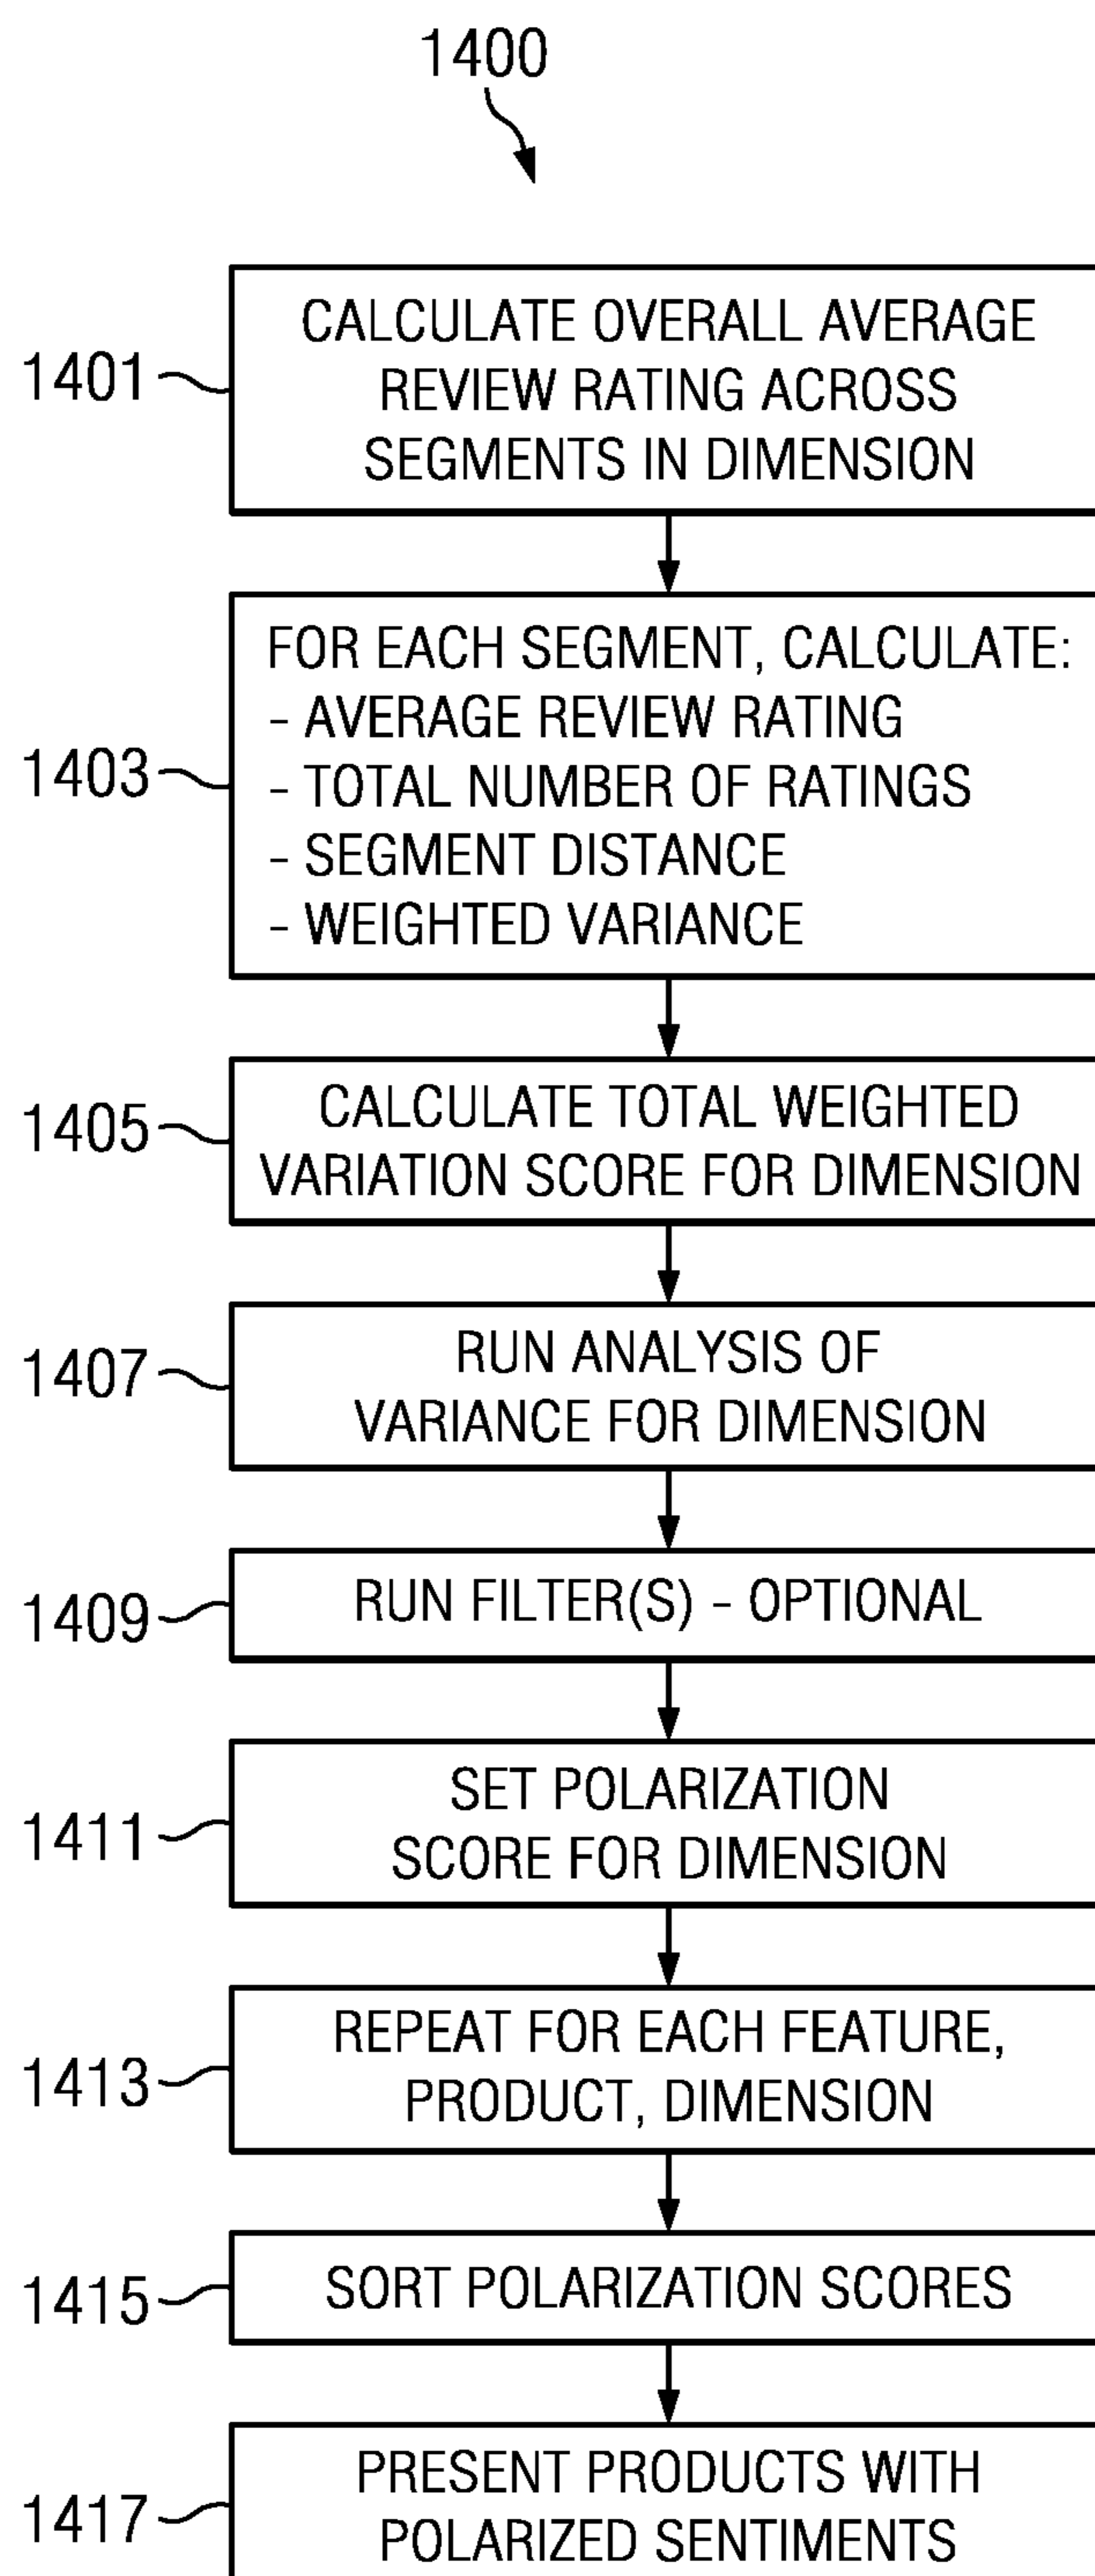 1400
1401
CALCULATE OVERALL AVERAGE
REVIEW RATING ACROSS
SEGMENTS IN DIMENSION
1403
FOR EACH SEGMENT, CALCULATE:
- AVERAGE REVIEW RATING
- TOTAL NUMBER OF RATINGS
- SEGMENT DISTANCE
- WEIGHTED VARIANCE
1405
CALCULATE TOTAL WEIGHTED
VARIATION SCORE FOR DIMENSION
1407
RUN ANALYSIS OF
VARIANCE FOR DIMENSION
1409
RUN FILTER(S) - OPTIONAL
1411
SET POLARIZATION
SCORE FOR DIMENSION
1413
REPEAT FOR EACH FEATURE,
PRODUCT, DIMENSION
1415
SORT POLARIZATION SCORES
1417
PRESENT PRODUCTS WITH
POLARIZED SENTIMENTS